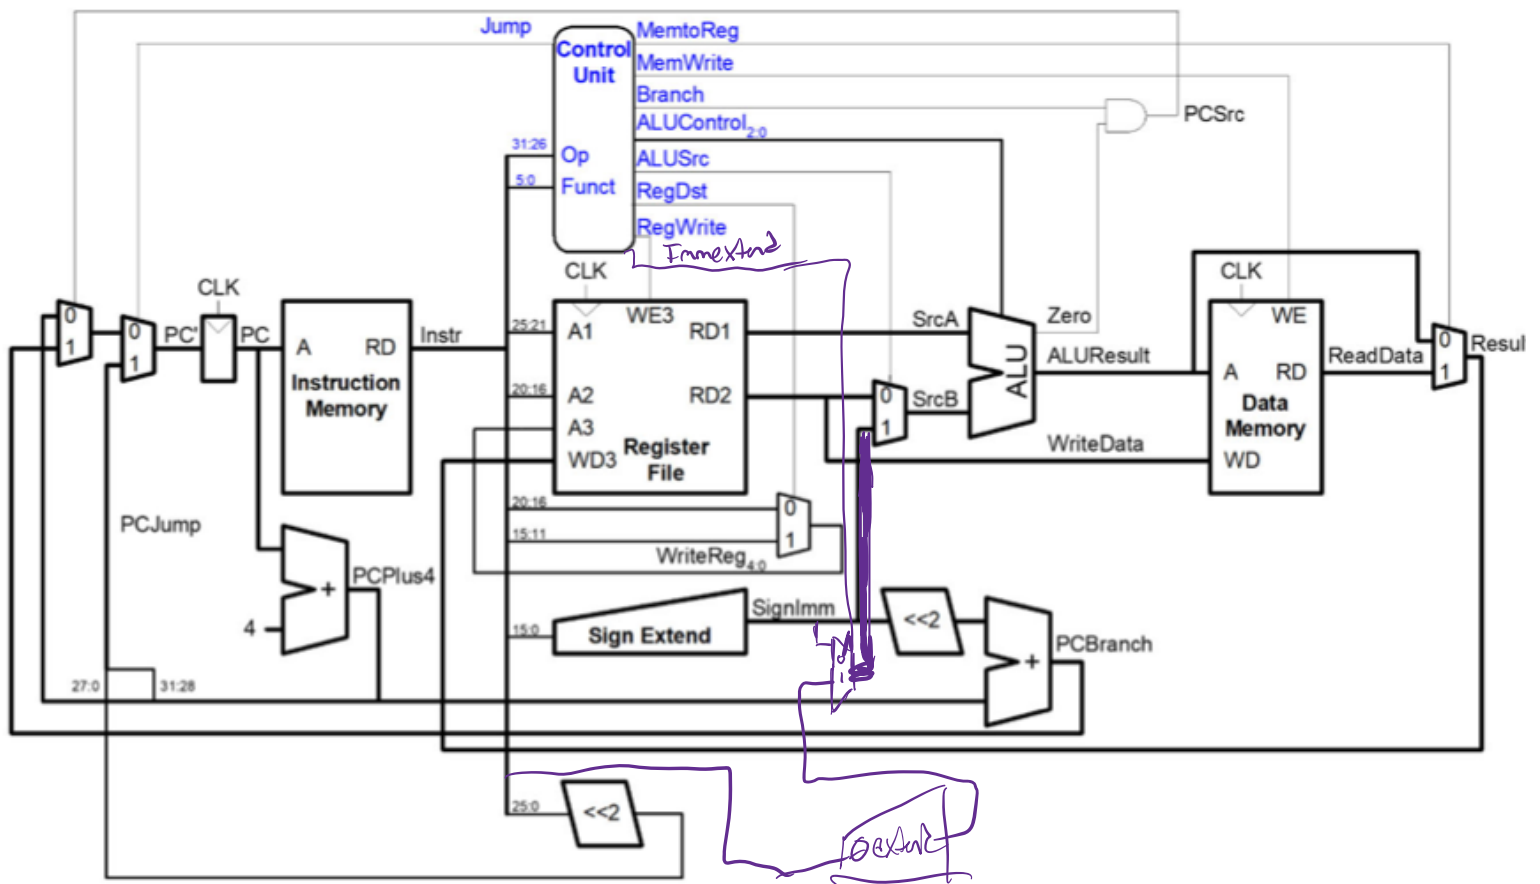 Jump
Control
Unit
MemtoReg
MemWrite
Branch
ALUControl2:0
ALUSrc
RegDst
RegWrite
31:26
Op
5:0
Funct
PCSrc
Immextend
CLK
CLK
CLK
0
1
0
1
PC'
PC
A
RD
Instruction
Memory
Instr
25:21
A1
WE3
RD1
20:16
A2
RD2
A3
WD3
Register
File
SrcA
0
1
SrcB
ALU
Zero
ALUResult
WriteData
WE
A
RD
Data
Memory
WD
ReadData
0
1
Resul
20:16
0
15:11
1
WriteReg4:0
PCJump
PCPlus4
+
4
SignImm
15:0
Sign Extend
<<2
+
PCBranch
0
1
27:0
31:28
25:0
<<2
0extend